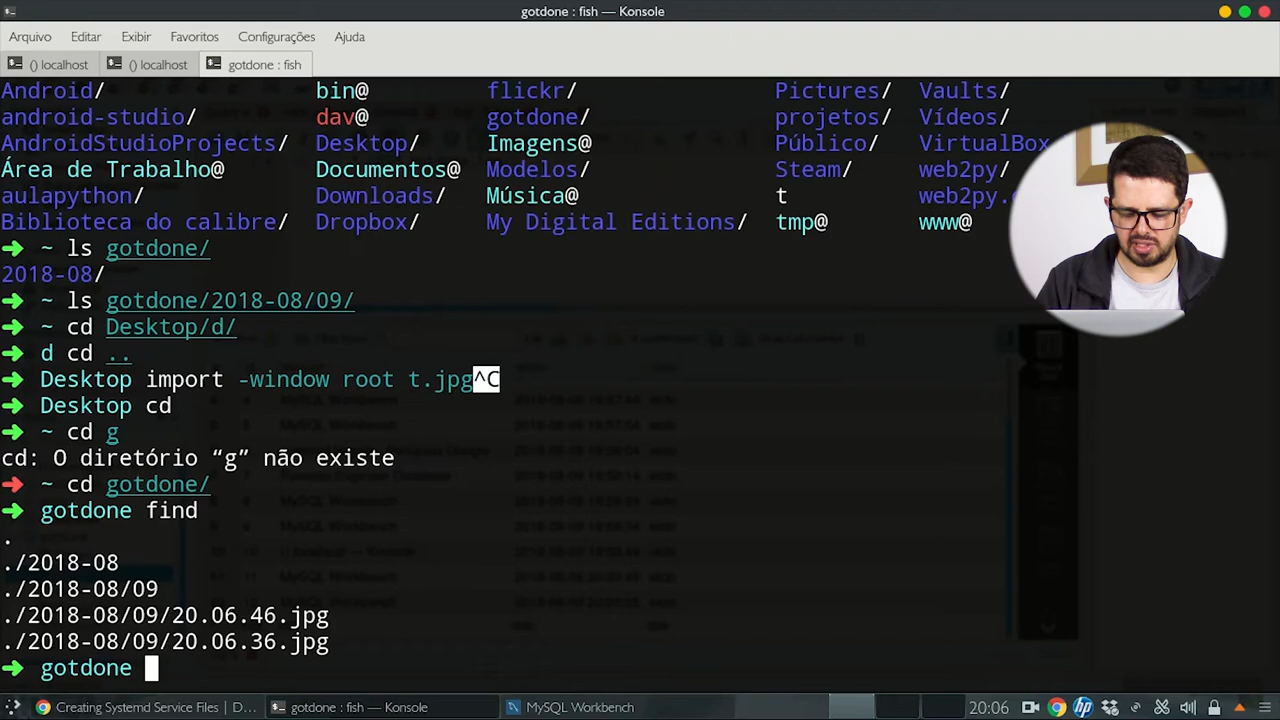 gotdone : fish — Konsole
Arquivo Editar Exibir Favoritos Configurações Ajuda
() localhost () localhost gotdone : fish
Android/ bin@ flickr/ Pictures/ Vaults/
android-studio/ dav@ gotdone/ projetos/ Vídeos/
AndroidStudioProjects/ Desktop/ Imagens@ Público/ VirtualBox
Área de Trabalho@ Documentos@ Modelos/ Steam/ web2py/
aulapython/ Downloads/ Música@ t web2py.
Biblioteca do calibre/ Dropbox/ My Digital Editions/ tmp@ www@
➜ ~ ls gotdone/
2018-08/
➜ ~ ls gotdone/2018-08/09/
➜ ~ cd Desktop/d/
➜ d cd ..
➜ Desktop import -window root t.jpg^C
➜ Desktop cd
➜ ~ cd g
cd: O diretório “g” não existe
➜ ~ cd gotdone/
➜ gotdone find
.
./2018-08
./2018-08/09
./2018-08/09/20.06.46.jpg
./2018-08/09/20.06.36.jpg
➜ gotdone
Creating Systemd Service Files | D... gotdone : fish — Konsole MySQL Workbench 20:06